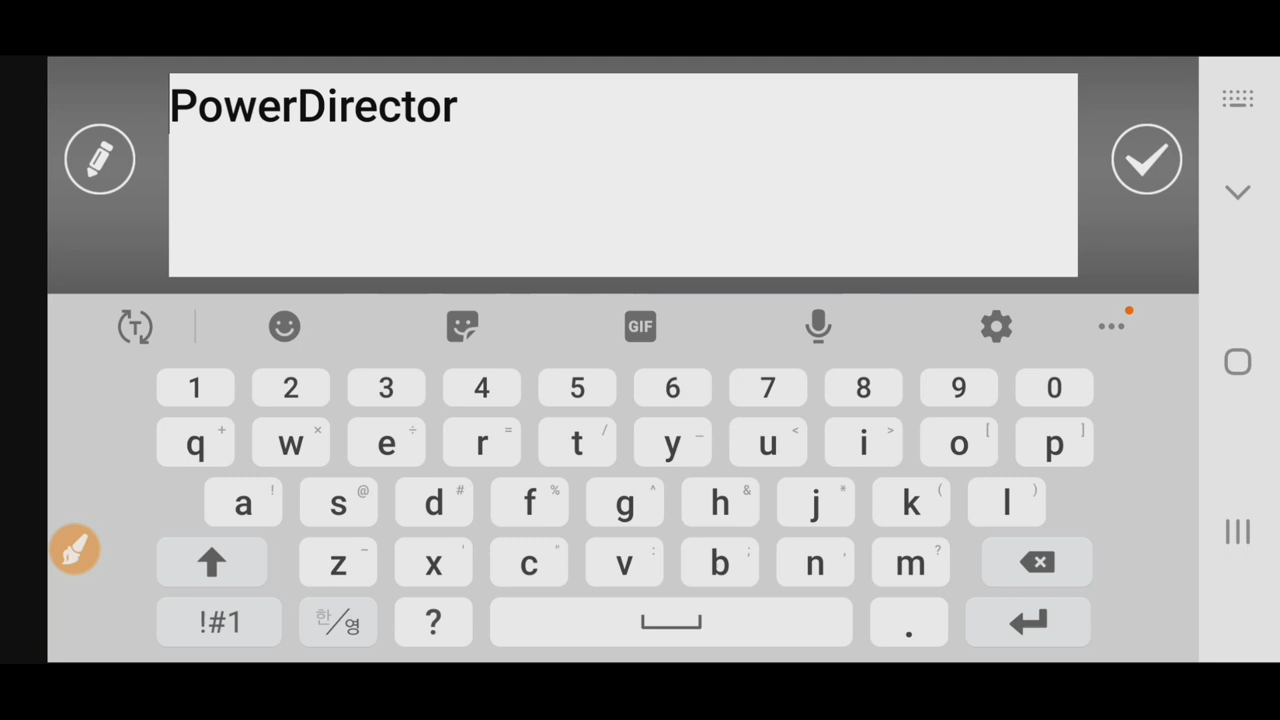 PowerDirector
T
GIF
1 2 3 4 5 6 7 8 9 0
q + w × e ÷ r = t / y _ u < i > o [ p ]
a ! s @ d # f % g ^ h & j * k ( l )
z - x ' c " v : b ; n , m ?
!#1 한/영 ? .